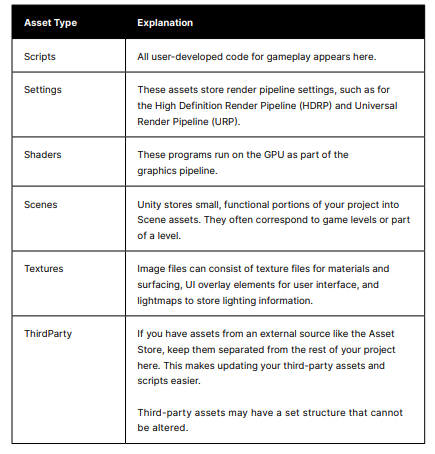 Asset Type Explanation
Scripts All user-developed code for gameplay appears here.
Settings These assets store render pipeline settings, such as for
the High Definition Render Pipeline (HDRP) and Universal
Render Pipeline (URP).
Shaders These programs run on the GPU as part of the
graphics pipeline.
Scenes Unity stores small, functional portions of your project into
Scene assets. They often correspond to game levels or part
of a level.
Textures Image files can consist of texture files for materials and
surfacing, UI overlay elements for user interface, and
lightmaps to store lighting information.
ThirdParty If you have assets from an external source like the Asset
Store, keep them separated from the rest of your project
here. This makes updating your third-party assets and
scripts easier.
Third-party assets may have a set structure that cannot
be altered.